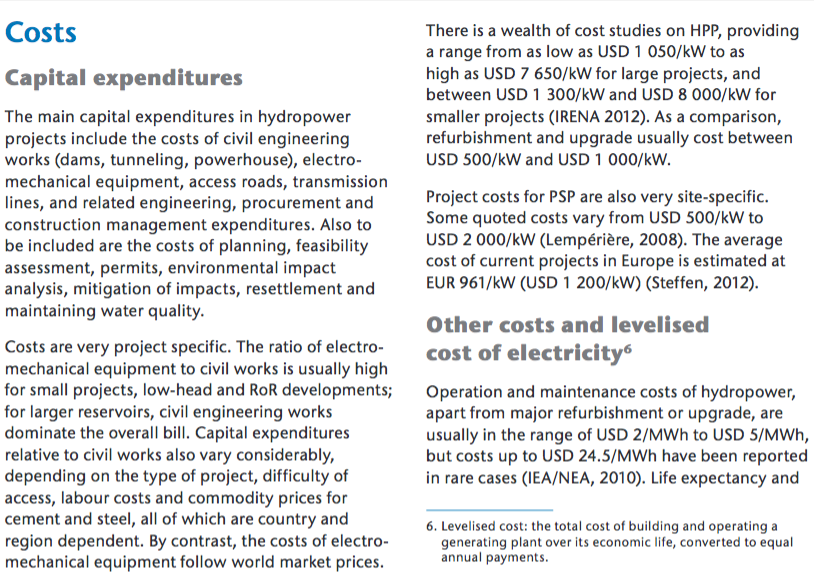 Costs
Capital expenditures
The main capital expenditures in hydropower
projects include the costs of civil engineering
works (dams, tunneling, powerhouse), electro-
mechanical equipment, access roads, transmission
lines, and related engineering, procurement and
construction management expenditures. Also to
be included are the costs of planning, feasibility
assessment, permits, environmental impact
analysis, mitigation of impacts, resettlement and
maintaining water quality.
Costs are very project specific. The ratio of electro-
mechanical equipment to civil works is usually high
for small projects, low-head and RoR developments;
for larger reservoirs, civil engineering works
dominate the overall bill. Capital expenditures
relative to civil works also vary considerably,
depending on the type of project, difficulty of
access, labour costs and commodity prices for
cement and steel, all of which are country and
region dependent. By contrast, the costs of electro-
mechanical equipment follow world market prices.
There is a wealth of cost studies on HPP, providing
a range from as low as USD 1 050/kW to as
high as USD 7 650/kW for large projects, and
between USD 1 300/kW and USD 8 000/kW for
smaller projects (IRENA 2012). As a comparison,
refurbishment and upgrade usually cost between
USD 500/kW and USD 1 000/kW.
Project costs for PSP are also very site-specific.
Some quoted costs vary from USD 500/kW to
USD 2 000/kW (Lempérière, 2008). The average
cost of current projects in Europe is estimated at
EUR 961/kW (USD 1 200/kW) (Steffen, 2012).
Other costs and levelised
cost of electricity⁶
Operation and maintenance costs of hydropower,
apart from major refurbishment or upgrade, are
usually in the range of USD 2/MWh to USD 5/MWh,
but costs up to USD 24.5/MWh have been reported
in rare cases (IEA/NEA, 2010). Life expectancy and
6. Levelised cost: the total cost of building and operating a
generating plant over its economic life, converted to equal
annual payments.